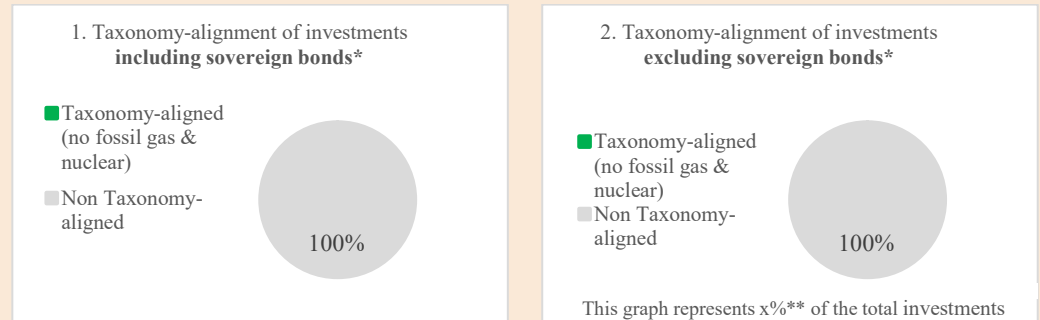 1. Taxonomy-alignment of investments
including sovereign bonds*
Taxonomy-aligned
(no fossil gas &
nuclear)
Non Taxonomy-
aligned
100%
2. Taxonomy-alignment of investments
excluding sovereign bonds*
Taxonomy-aligned
(no fossil gas &
nuclear)
Non Taxonomy-
aligned
100%
This graph represents x%** of the total investments